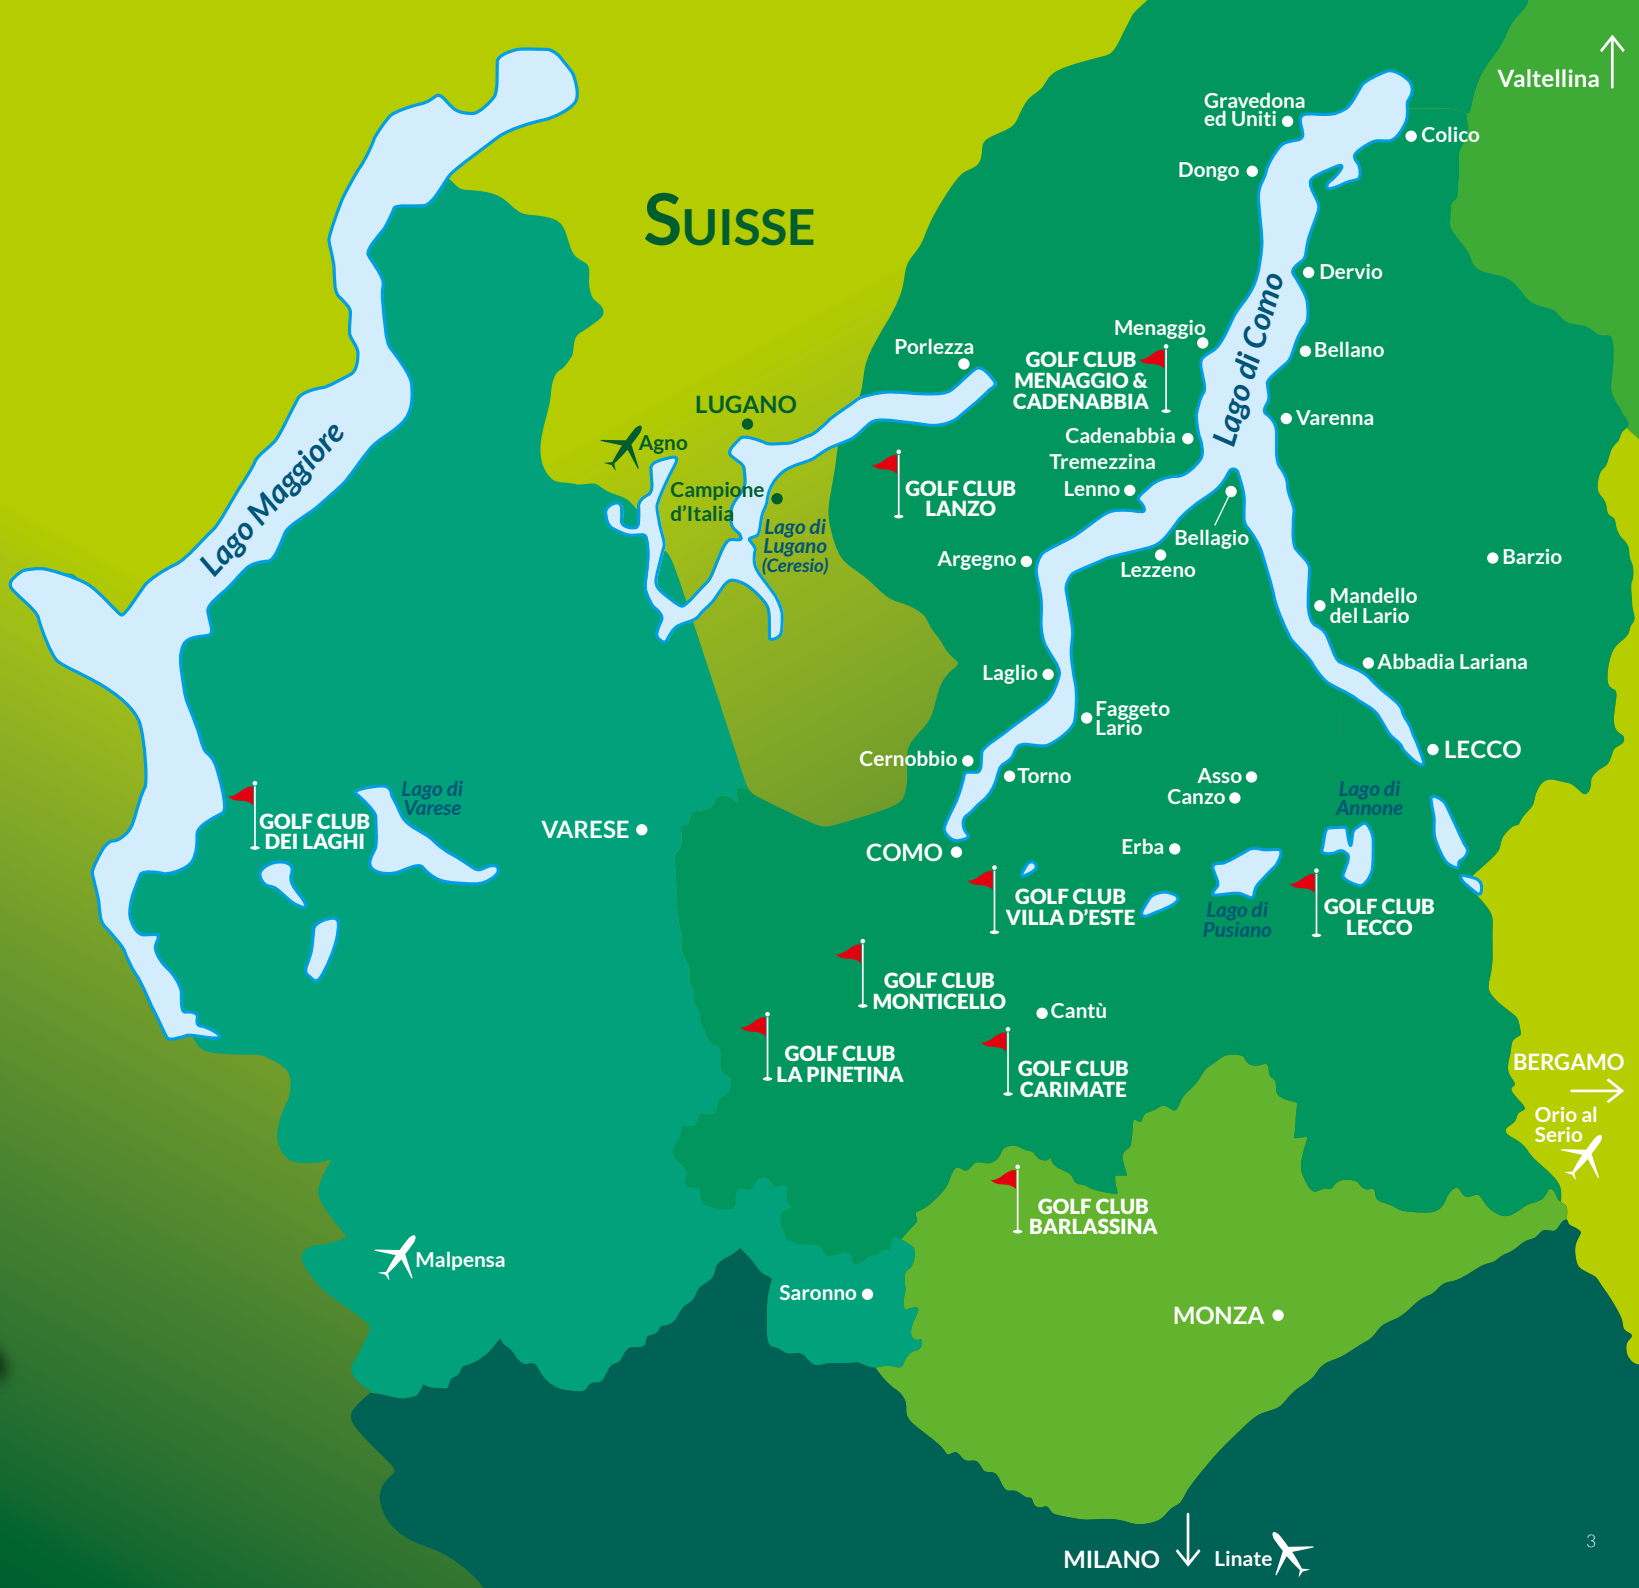 Valtellina
Gravedona
ed Uniti
Colico
Dongo
SUISSE
Dervio
Lago di Como
Menaggio
Porlezza
Bellano
GOLF CLUB
MENAGGIO &
CADENABBIA
LUGANO
Varenna
Agno
Cadenabbia
Tremezzina
Lenno
Lago Maggiore
GOLF CLUB
LANZO
Campione
d'Italia
Lago di
Lugano
(Ceresio)
Bellagio
Argegno
Lezzeno
Barzio
Mandello
del Lario
Abbadia Lariana
Laglio
Faggeto
Lario
LECCO
Cernobbio
Torno
Asso
Canzo
Lago di
Annone
Lago di
Varese
GOLF CLUB
DEI LAGHI
VARESE
COMO
Erba
GOLF CLUB
VILLA D'ESTE
Lago di
Pusiano
GOLF CLUB
LECCO
GOLF CLUB
MONTICELLO
Cantù
GOLF CLUB
LA PINETINA
GOLF CLUB
CARIMATE
BERGAMO
Orio al
Serio
GOLF CLUB
BARLASSINA
Malpensa
Saronno
MONZA
MILANO
Linate
3